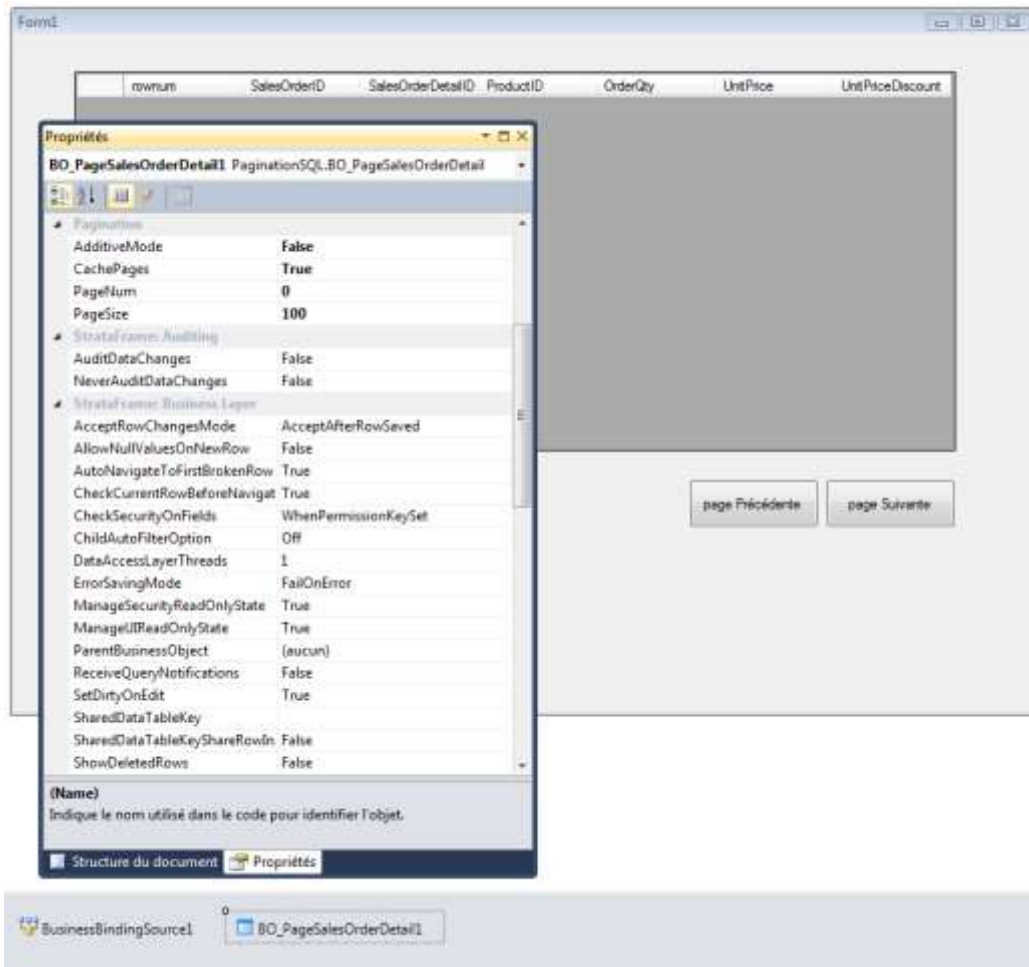 Form1
rownum SalesOrderID SalesOrderDetailID ProductID OrderQty UnitPrice UnitPriceDiscount
Propriétés
BO_PageSalesOrderDetail1 PaginationSQL.BO_PageSalesOrderDetail
Pagination
AdditiveMode False
CachePages True
PageNum 0
PageSize 100
StrataFrame: Auditing
AuditDataChanges False
NeverAuditDataChanges False
StrataFrame: Business Layer
AcceptRowChangesMode AcceptAfterRowSaved
AllowNullValuesOnNewRow False
AutoNavigateToFirstBrokenRow True
CheckCurrentRowBeforeNavigat True
CheckSecurityOnFields WhenPermissionKeySet
ChildAutoFilterOption Off
DataAccessLayerThreads 1
ErrorSavingMode FailOnError
ManageSecurityReadOnlyState True
ManageUIReadOnlyState True
ParentBusinessObject (aucun)
ReceiveQueryNotifications False
SetDirtyOnEdit True
SharedDataTableKey
SharedDataTableKeyShareRowIn False
ShowDeletedRows False
(Name)
Indique le nom utilisé dans le code pour identifier l'objet.
Structure du document Propriétés
page Précédente page Suivante
BusinessBindingSource1 0 BO_PageSalesOrderDetail1